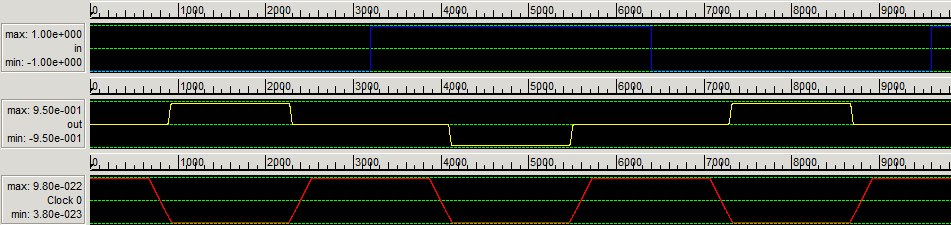 0 1000 2000 3000 4000 5000 6000 7000 8000 9000
max: 1.00e+000
in
min: -1.00e+000
0 1000 2000 3000 4000 5000 6000 7000 8000 9000
max: 9.50e-001
out
min: -9.50e-001
0 1000 2000 3000 4000 5000 6000 7000 8000 9000
max: 9.80e-022
Clock 0
min: 3.80e-023